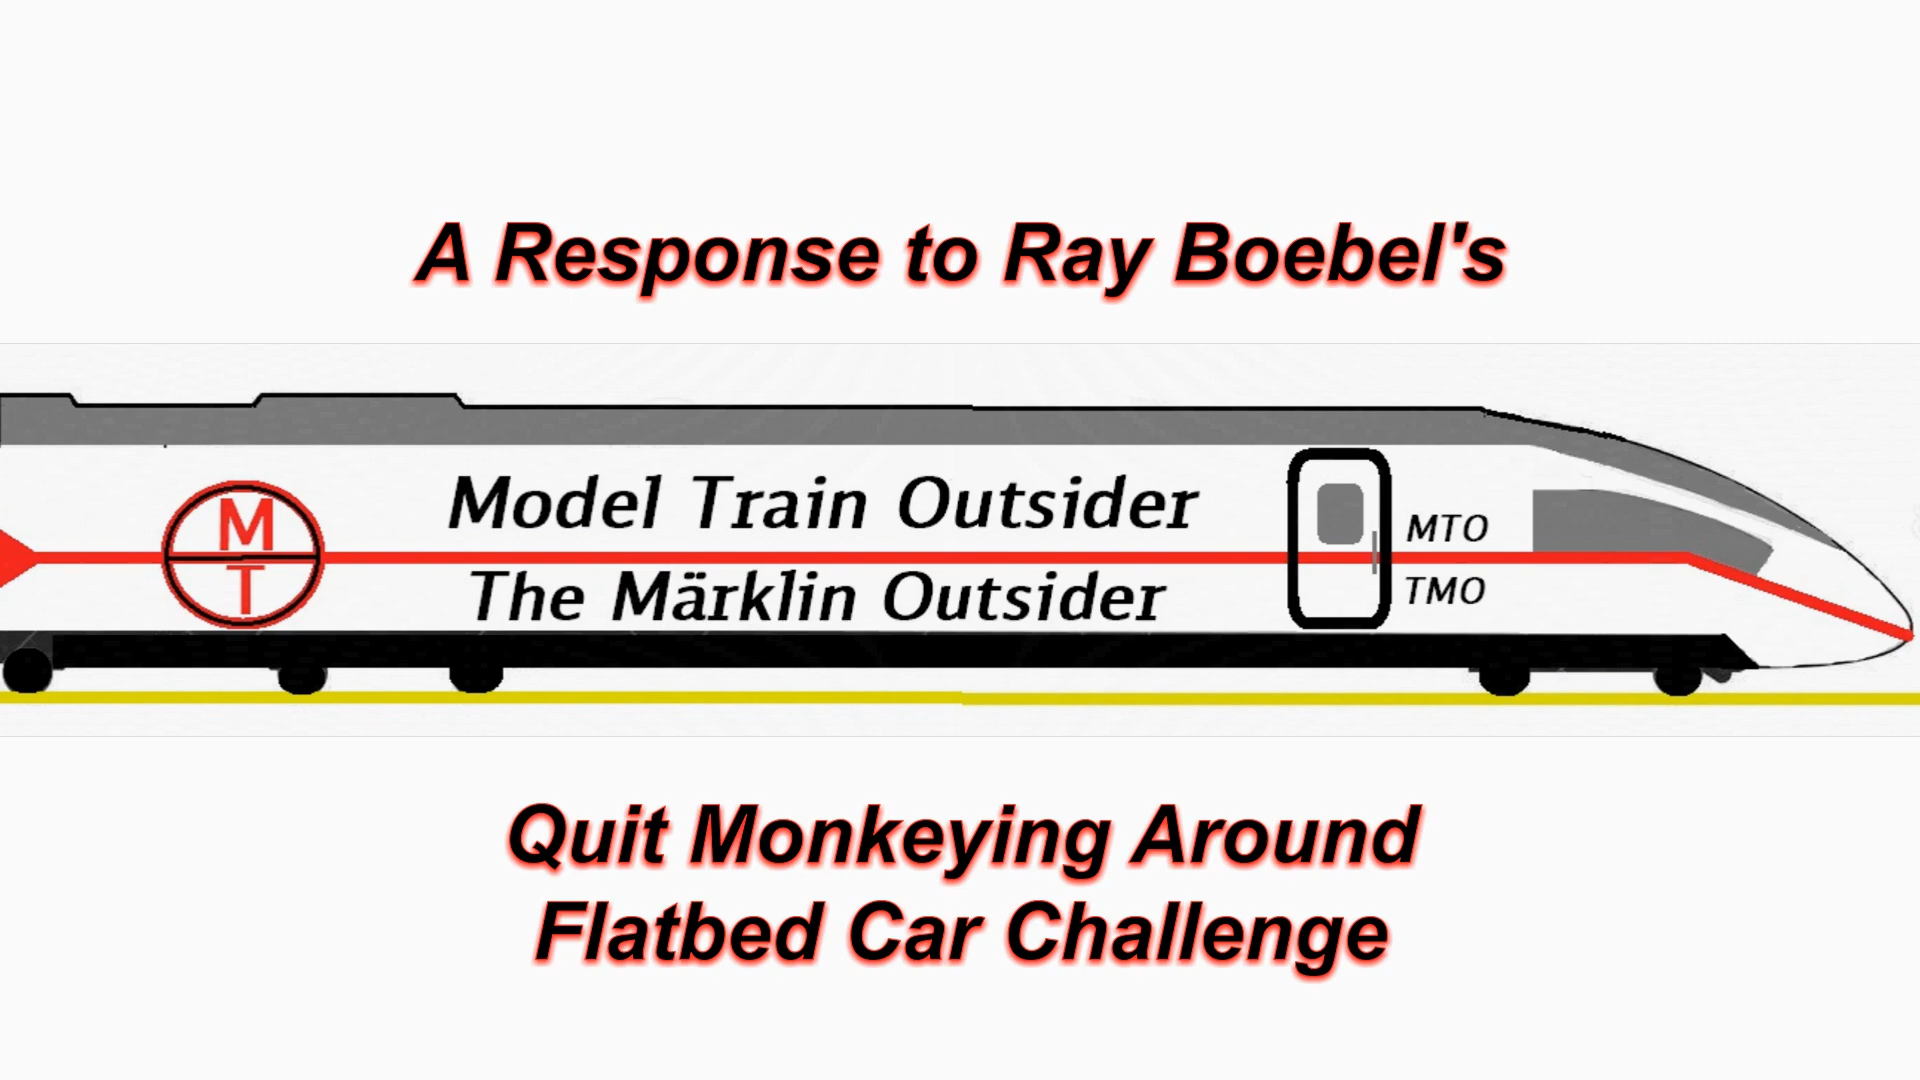 A Response to Ray Boebel's
M
T
Model Train Outsider
The Märklin Outsider
MTO
TMO
Quit Monkeying Around
Flatbed Car Challenge